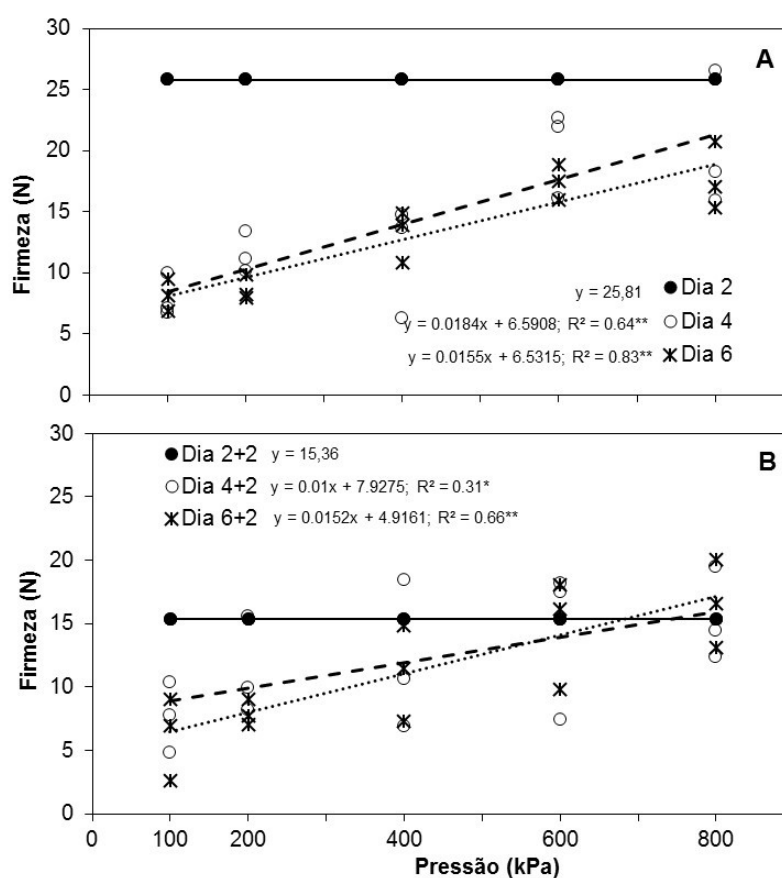 A
30
25
20
15
10
5
0
Firmeza (N)
y = 25,81 Dia 2
y = 0.0184x + 6.5908; R² = 0.64** Dia 4
y = 0.0155x + 6.5315; R² = 0.83** Dia 6
B
30
25
20
15
10
5
0
Firmeza (N)
Dia 2+2 y = 15,36
Dia 4+2 y = 0.01x + 7.9275; R² = 0.31*
Dia 6+2 y = 0.0152x + 4.9161; R² = 0.66**
0 100 200 400 600 800
Pressão (kPa)